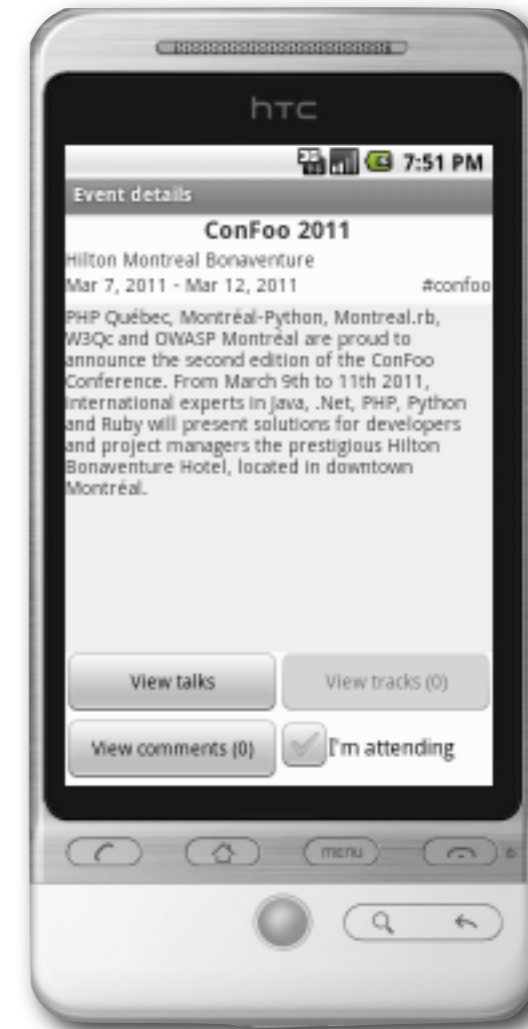 hTC
7:51 PM
Event details
ConFoo 2011
Hilton Montreal Bonaventure
Mar 7, 2011 - Mar 12, 2011 #confoo
PHP Québec, Montréal-Python, Montreal.rb,
W3Qc and OWASP Montréal are proud to
announce the second edition of the ConFoo
Conference. From March 9th to 11th 2011,
international experts in Java, .Net, PHP, Python
and Ruby will present solutions for developers
and project managers the prestigious Hilton
Bonaventure Hotel, located in downtown
Montréal.
View talks
View tracks (0)
View comments (0)
I'm attending
menu